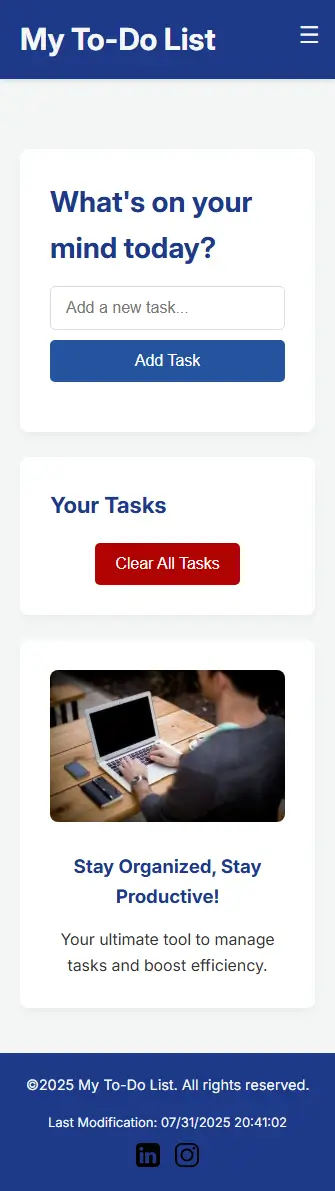 My To-Do List
What's on your
mind today?
Add a new task...
Add Task
Your Tasks
Clear All Tasks
Stay Organized, Stay
Productive!
Your ultimate tool to manage
tasks and boost efficiency.
©2025 My To-Do List. All rights reserved.
Last Modification: 07/31/2025 20:41:02
in